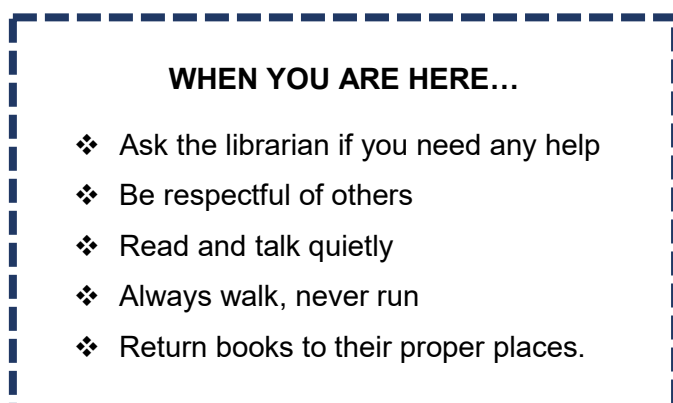 WHEN YOU ARE HERE…
❖ Ask the librarian if you need any help
❖ Be respectful of others
❖ Read and talk quietly
❖ Always walk, never run
❖ Return books to their proper places.